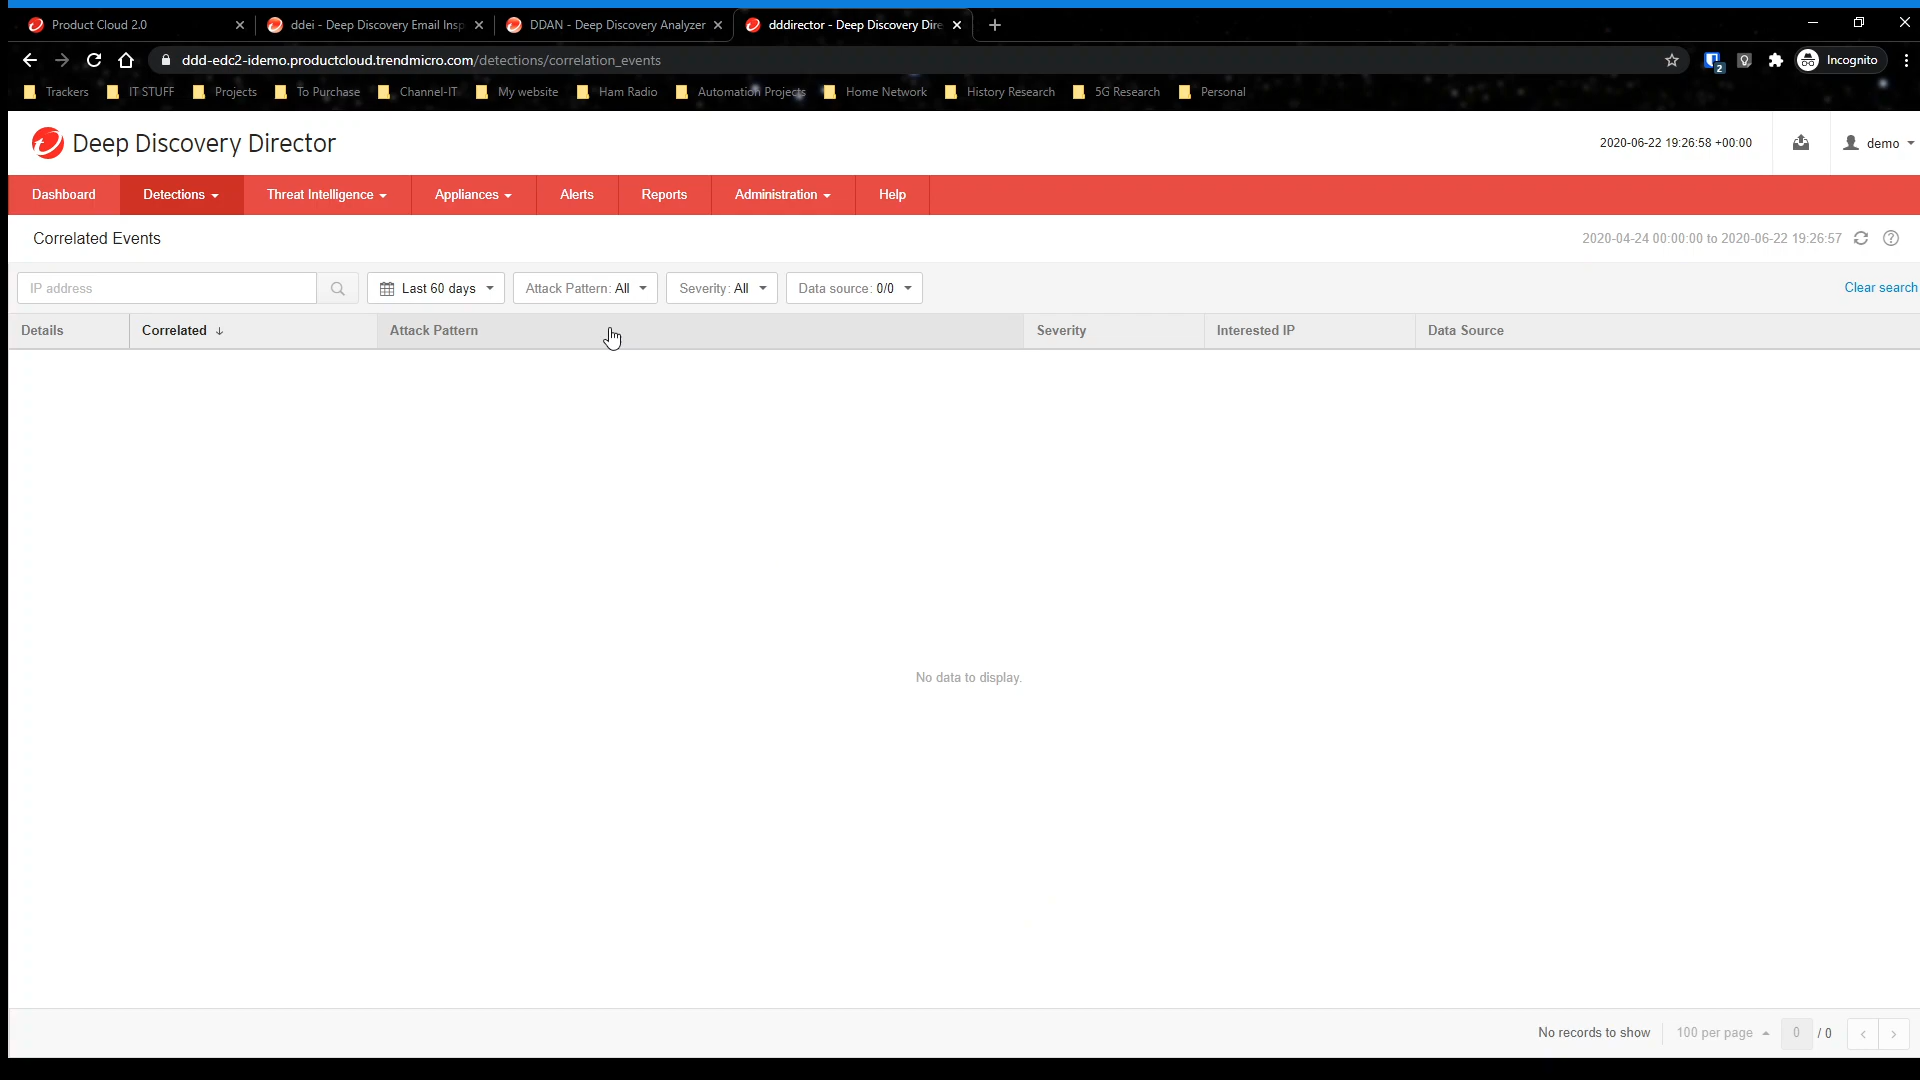 Product Cloud 2.0
ddei - Deep Discovery Email Insp
DDAN - Deep Discovery Analyzer
dddirector - Deep Discovery Dire
ddd-edc2-idemo.productcloud.trendmicro.com/detections/correlation_events
2
Incognito
Trackers
IT STUFF
Projects
To Purchase
Channel-IT
My website
Ham Radio
Automation Projects
Home Network
History Research
5G Research
Personal
Deep Discovery Director
2020-06-22 19:26:58 +00:00
demo
Dashboard
Detections
Threat Intelligence
Appliances
Alerts
Reports
Administration
Help
Correlated Events
2020-04-24 00:00:00 to 2020-06-22 19:26:57
IP address
Last 60 days
Attack Pattern: All
Severity: All
Data source: 0/0
Clear search
Details
Correlated
Attack Pattern
Severity
Interested IP
Data Source
No data to display.
No records to show
100 per page
0
/ 0